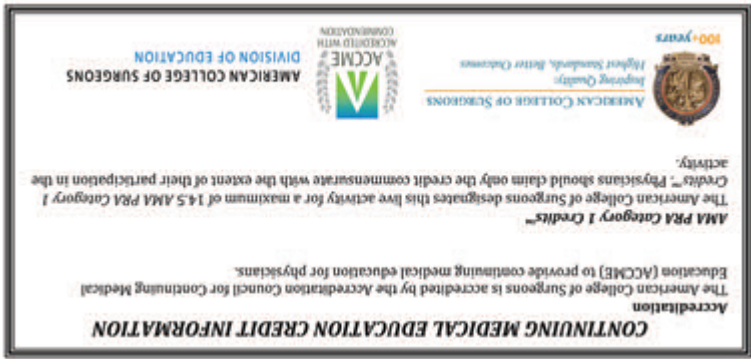 CONTINUING MEDICAL EDUCATION CREDIT INFORMATION
Accreditation
The American College of Surgeons is accredited by the Accreditation Council for Continuing Medical
Education (ACCME) to provide continuing medical education for physicians.
AMA PRA Category 1 Credits™
The American College of Surgeons designates this live activity for a maximum of 14.5 AMA PRA Category 1
Credits™. Physicians should claim only the credit commensurate with the extent of their participation in the
activity.
AMERICAN COLLEGE OF SURGEONS
Inspiring Quality:
Highest Standards, Better Outcomes
100+years
ACCME
ACCREDITED WITH
COMMENDATION
AMERICAN COLLEGE OF SURGEONS
DIVISION OF EDUCATION